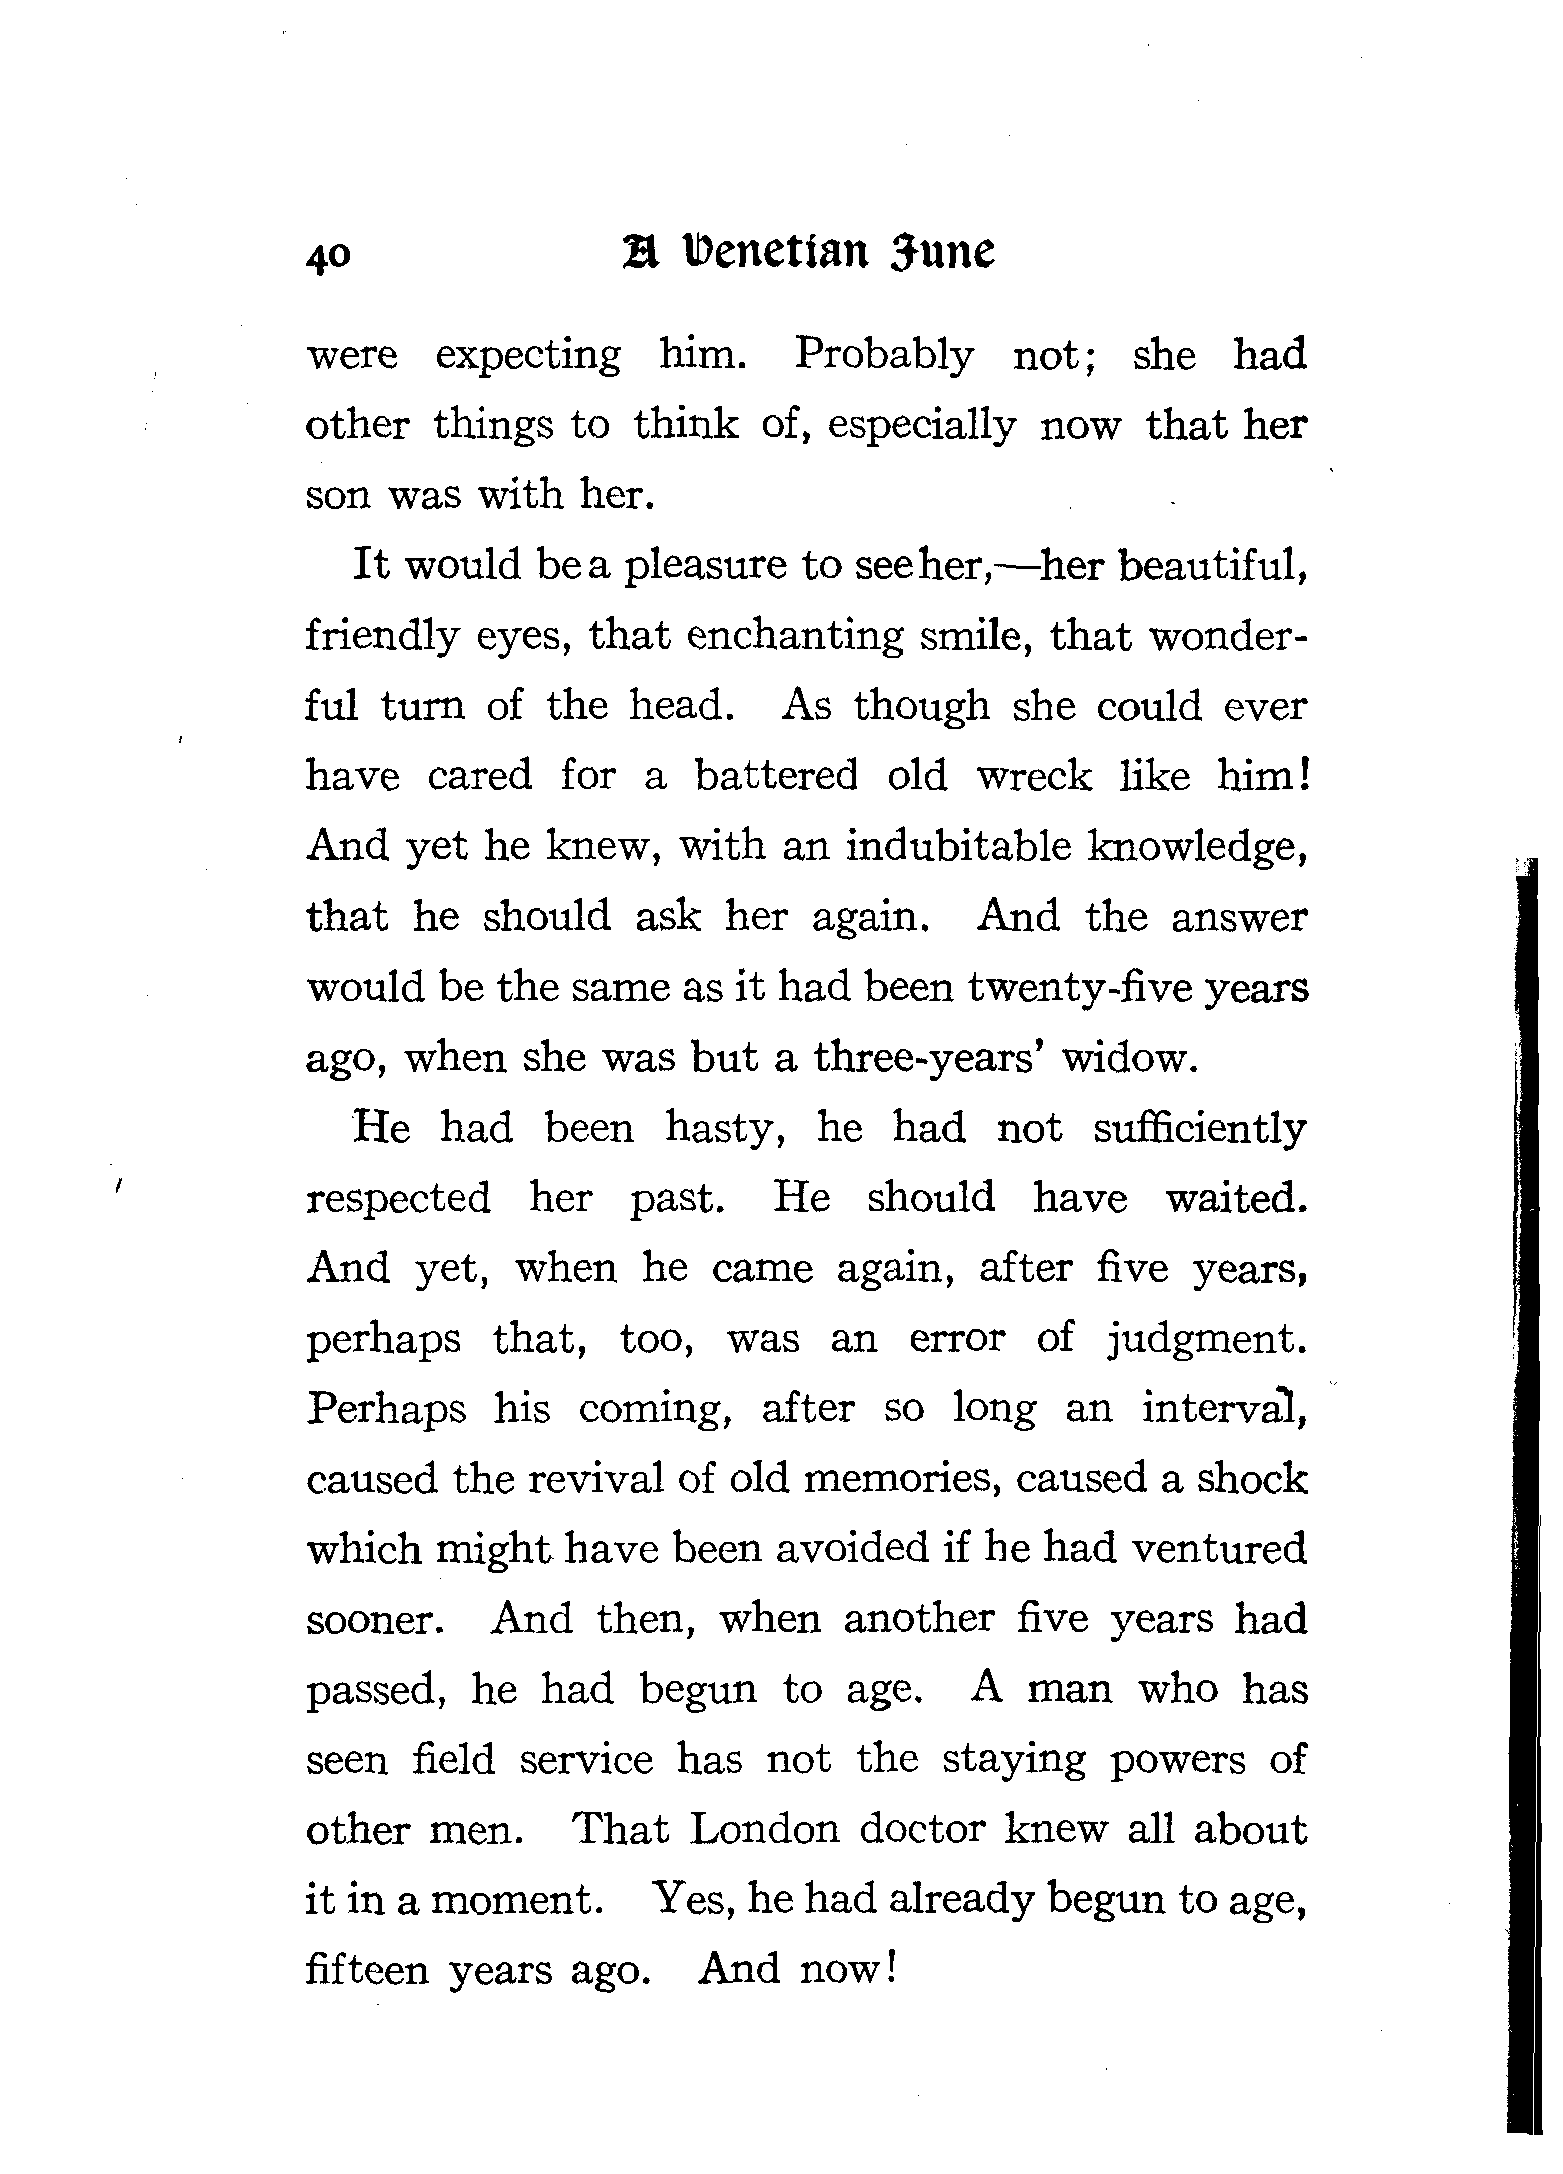 40 A Venetian June
were expecting him. Probably not; she had
other things to think of, especially now that her
son was with her.
It would be a pleasure to see her,—her beautiful,
friendly eyes, that enchanting smile, that wonder-
ful turn of the head. As though she could ever
have cared for a battered old wreck like him!
And yet he knew, with an indubitable knowledge,
that he should ask her again. And the answer
would be the same as it had been twenty-five years
ago, when she was but a three-years' widow.
He had been hasty, he had not sufficiently
respected her past. He should have waited.
And yet, when he came again, after five years,
perhaps that, too, was an error of judgment.
Perhaps his coming, after so long an interval,
caused the revival of old memories, caused a shock
which might have been avoided if he had ventured
sooner. And then, when another five years had
passed, he had begun to age. A man who has
seen field service has not the staying powers of
other men. That London doctor knew all about
it in a moment. Yes, he had already begun to age,
fifteen years ago. And now!